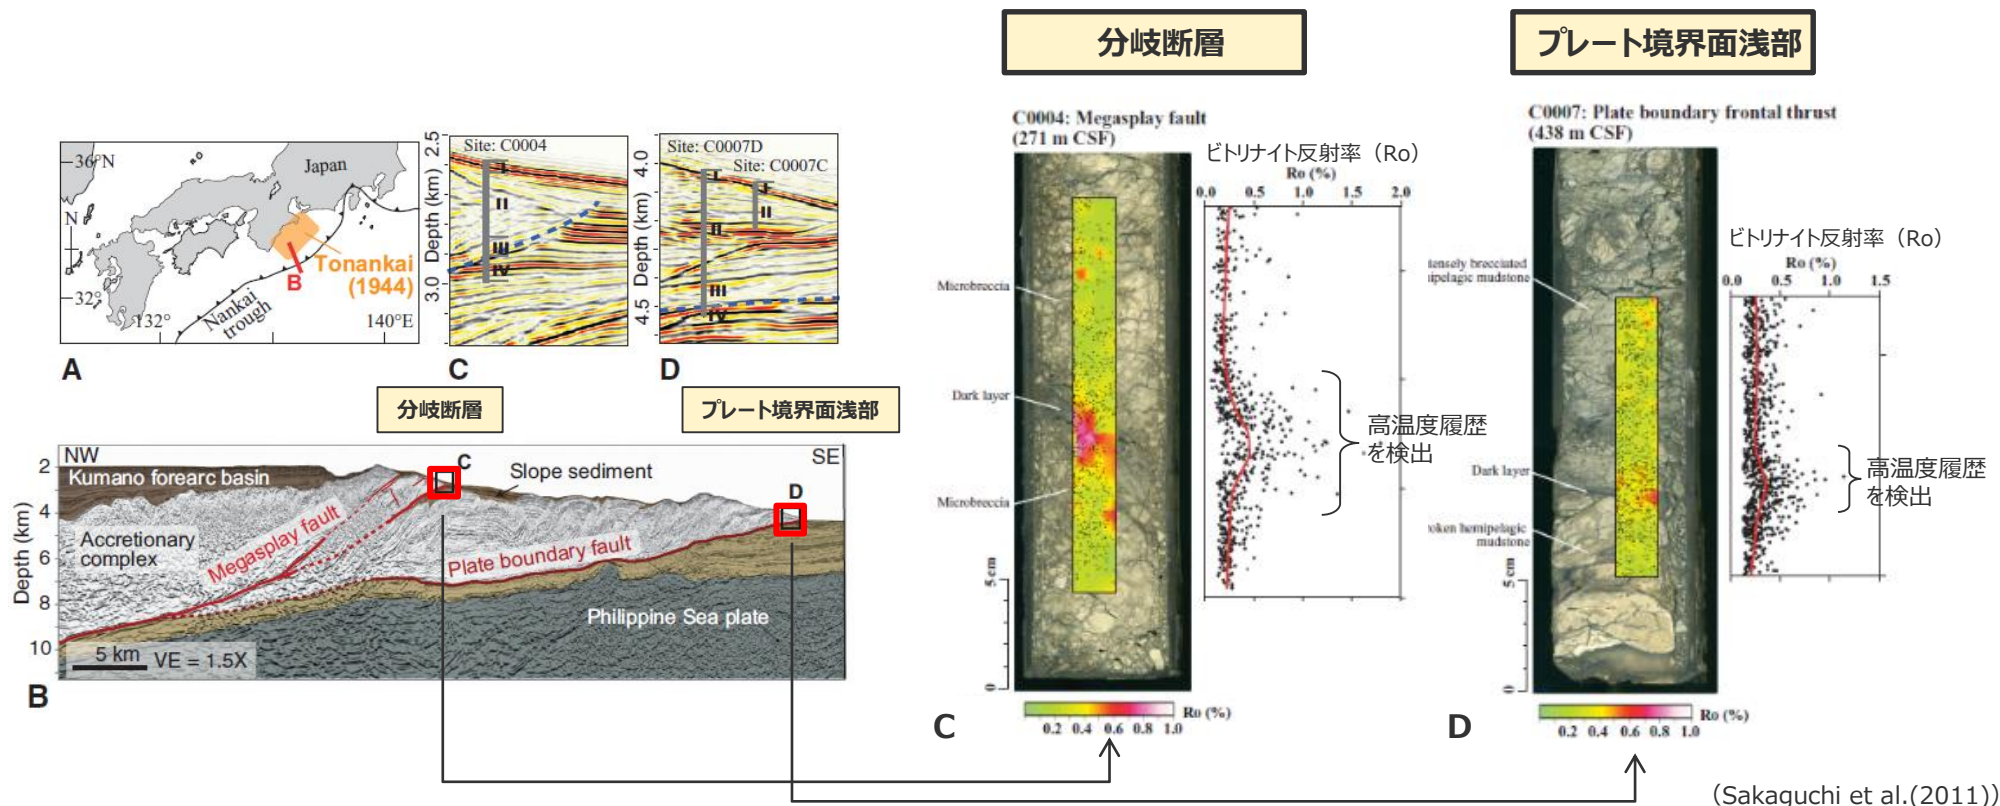 分岐断層
プレート境界面浅部
36°N
Japan
N
32°
132°
140°E
Nankai
trough
Tonankai
(1944)
B
A
2.5
Depth (km)
3.0
Site: C0004
I
II
III
IV
C
4.0
Depth (km)
4.5
Site: C0007D
Site: C0007C
I
I
II
II
III
IV
D
分岐断層
プレート境界面浅部
NW
SE
Kumano forearc basin
C
Slope sediment
D
Accretionary
complex
Megasplay fault
Plate boundary fault
Philippine Sea plate
Depth (km)
2
4
6
8
10
5 km
VE = 1.5X
B
C0004: Megasplay fault
(271 m CSF)
ビトリナイト反射率（Ro）
Ro (%)
0.0 0.5 1.0 1.5 2.0
Microbreccia
Dark layer
Microbreccia
高温度履歴
を検出
5 cm
0
Ro (%)
0.2 0.4 0.6 0.8 1.0
C
C0007: Plate boundary frontal thrust
(438 m CSF)
ビトリナイト反射率（Ro）
Ro (%)
0.0 0.5 1.0 1.5
brecciated
mudstone
Dark layer
hemipelagic
mudstone
高温度履歴
を検出
5 cm
0
Ro (%)
0.2 0.4 0.6 0.8 1.0
D
（Sakaguchi et al.(2011)）